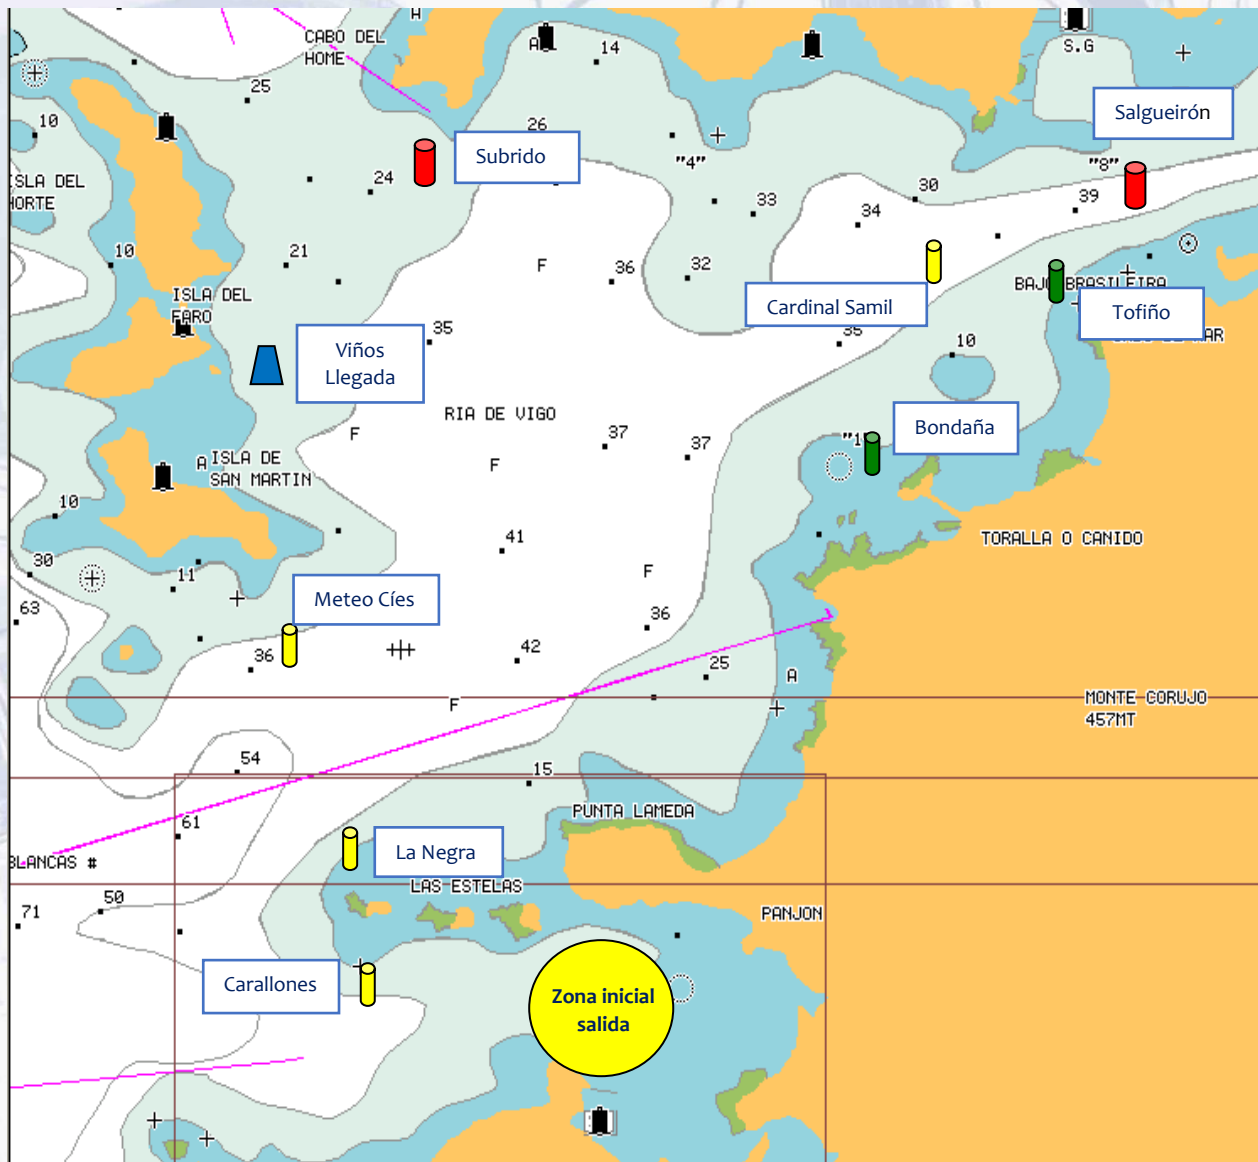 A
CABO DEL
HOME
A
14
S.G
25
Salgueirón
10
26
Subrido
"4"
"8"
ISLA DEL
NORTE
24
30
39
33
34
10
21
F
36
32
BAJO BRASILEIRA
ISLA DEL
FARO
Cardinal Samil
Tofiño
35
35
Viños
Llegada
10
RIA DE VIGO
Bondaña
F
37
37
"1
A
ISLA DE
SAN MARTIN
F
10
41
TORALLA O CANIDO
30
11
F
Meteo Cíes
63
36
36
42
25
A
F
MONTE CORUJO
457MT
54
15
61
PUNTA LAMEDA
BLANCAS #
La Negra
LAS ESTELAS
50
71
PANJON
Carallones
Zona inicial
salida